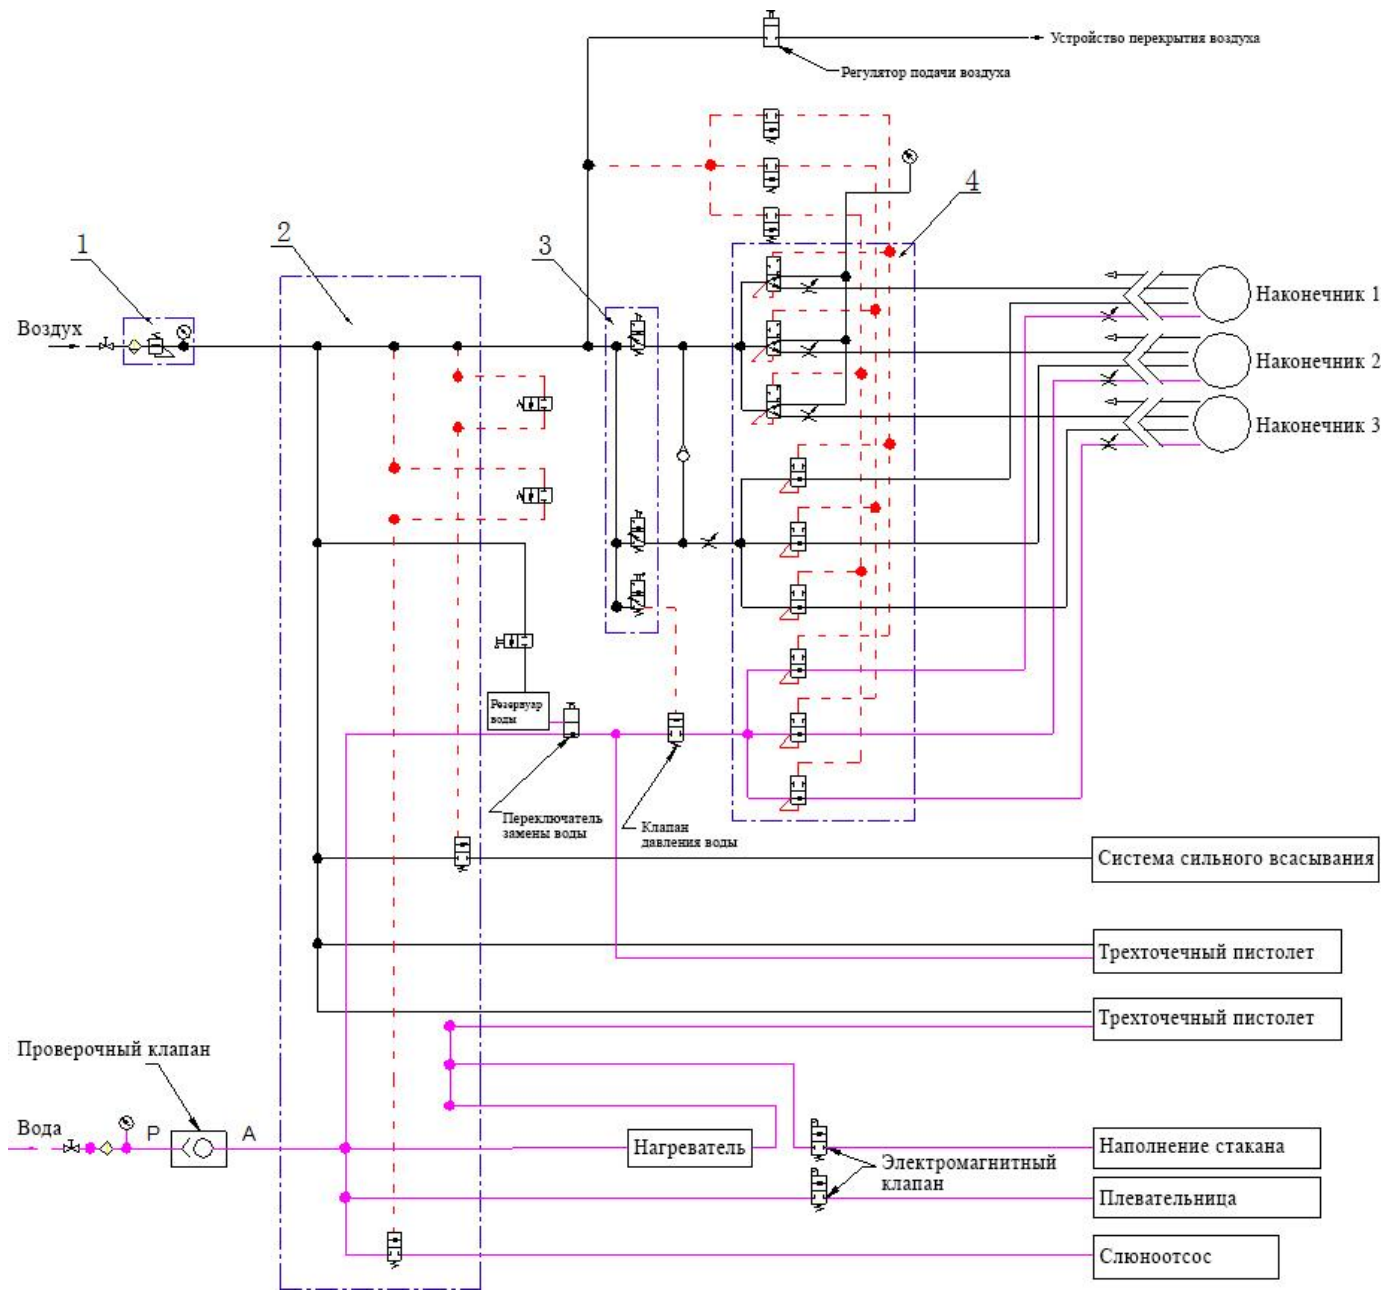 Устройство перекрытия воздуха
Регулятор подачи воздуха
4
1
2
3
Воздух
Наконечник 1
Наконечник 2
Наконечник 3
Резервуар
воды
Переключатель
замены воды
Клапан
давления воды
Система сильного всасывания
Трехточечный пистолет
Трехточечный пистолет
Проверочный клапан
Вода
P
A
Нагреватель
Электромагнитный
клапан
Наполнение стакана
Плевательница
Слюноотсос